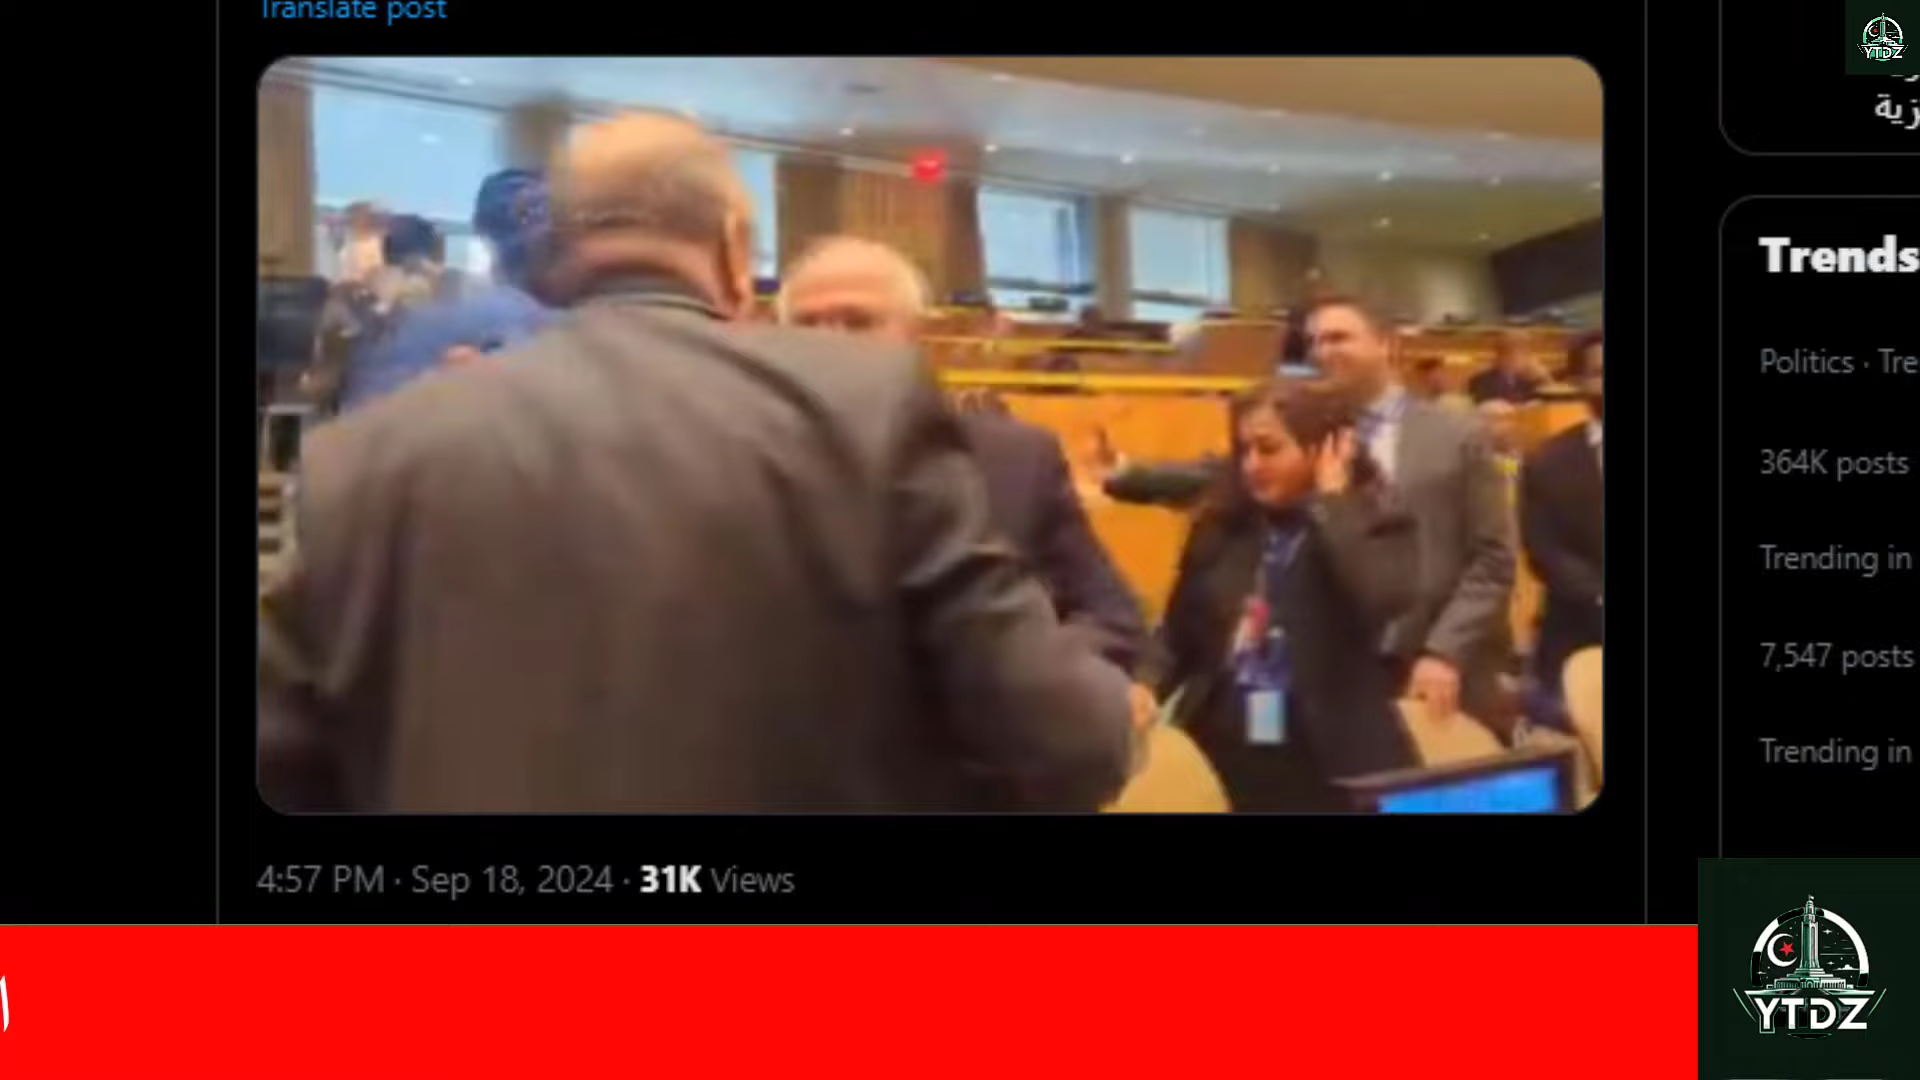 Translate post
YTDZ
Trends
Politics · Tre
364K posts
Trending in
7,547 posts
Trending in
4:57 PM · Sep 18, 2024 · 31K Views
YTDZ